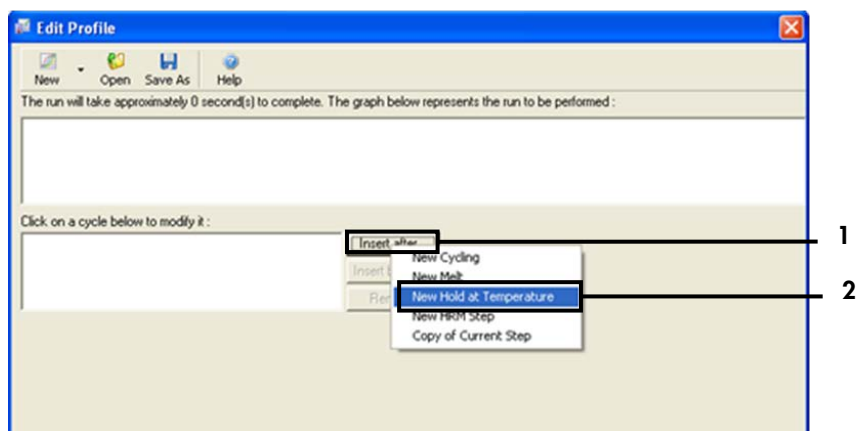 Edit Profile
New Open Save As Help
The run will take approximately 0 second(s) to complete. The graph below represents the run to be performed :
Click on a cycle below to modify it :
Insert after... 1
New Cycling
Insert
New Melt
New Hold at Temperature 2
New HRM Step
Copy of Current Step